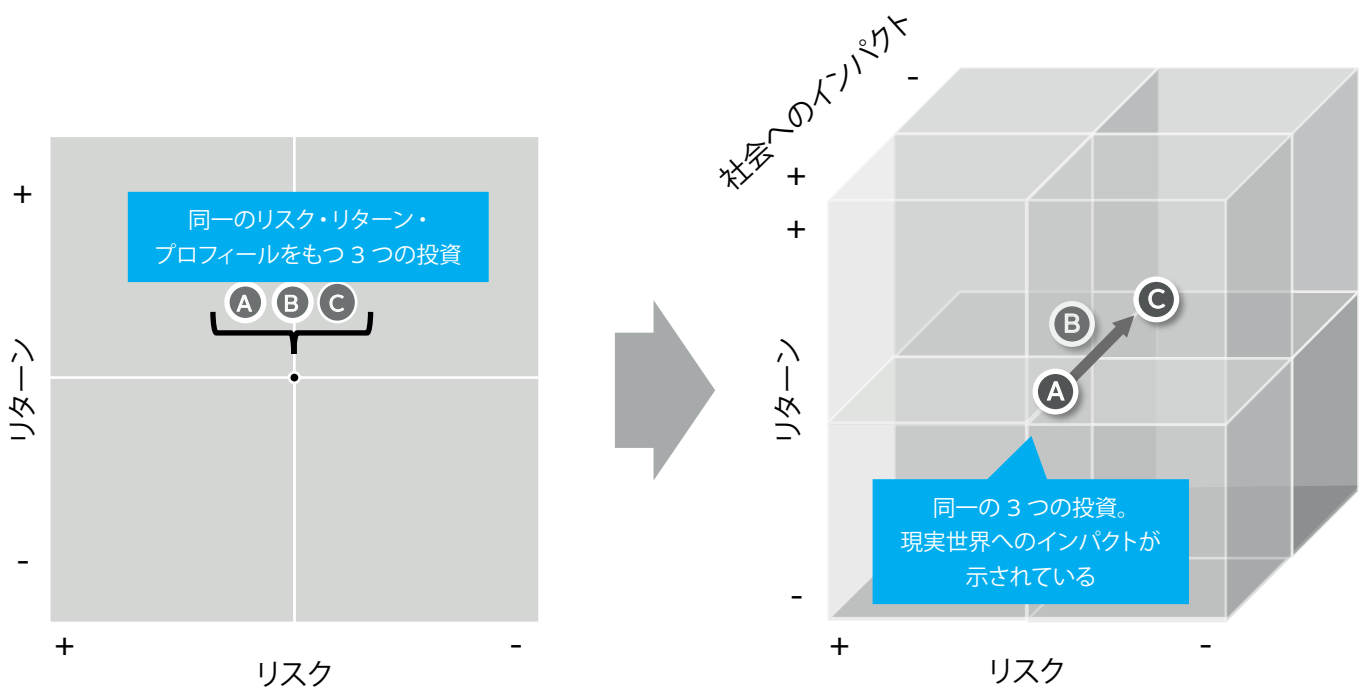 +
同一のリスク・リターン・
プロフィールをもつ 3 つの投資
A B C
リターン
-
+
-
リスク
社会へのインパクト
-
+
+
C
B
A
リターン
同一の 3 つの投資。
現実世界へのインパクトが
示されている
-
+
-
リスク